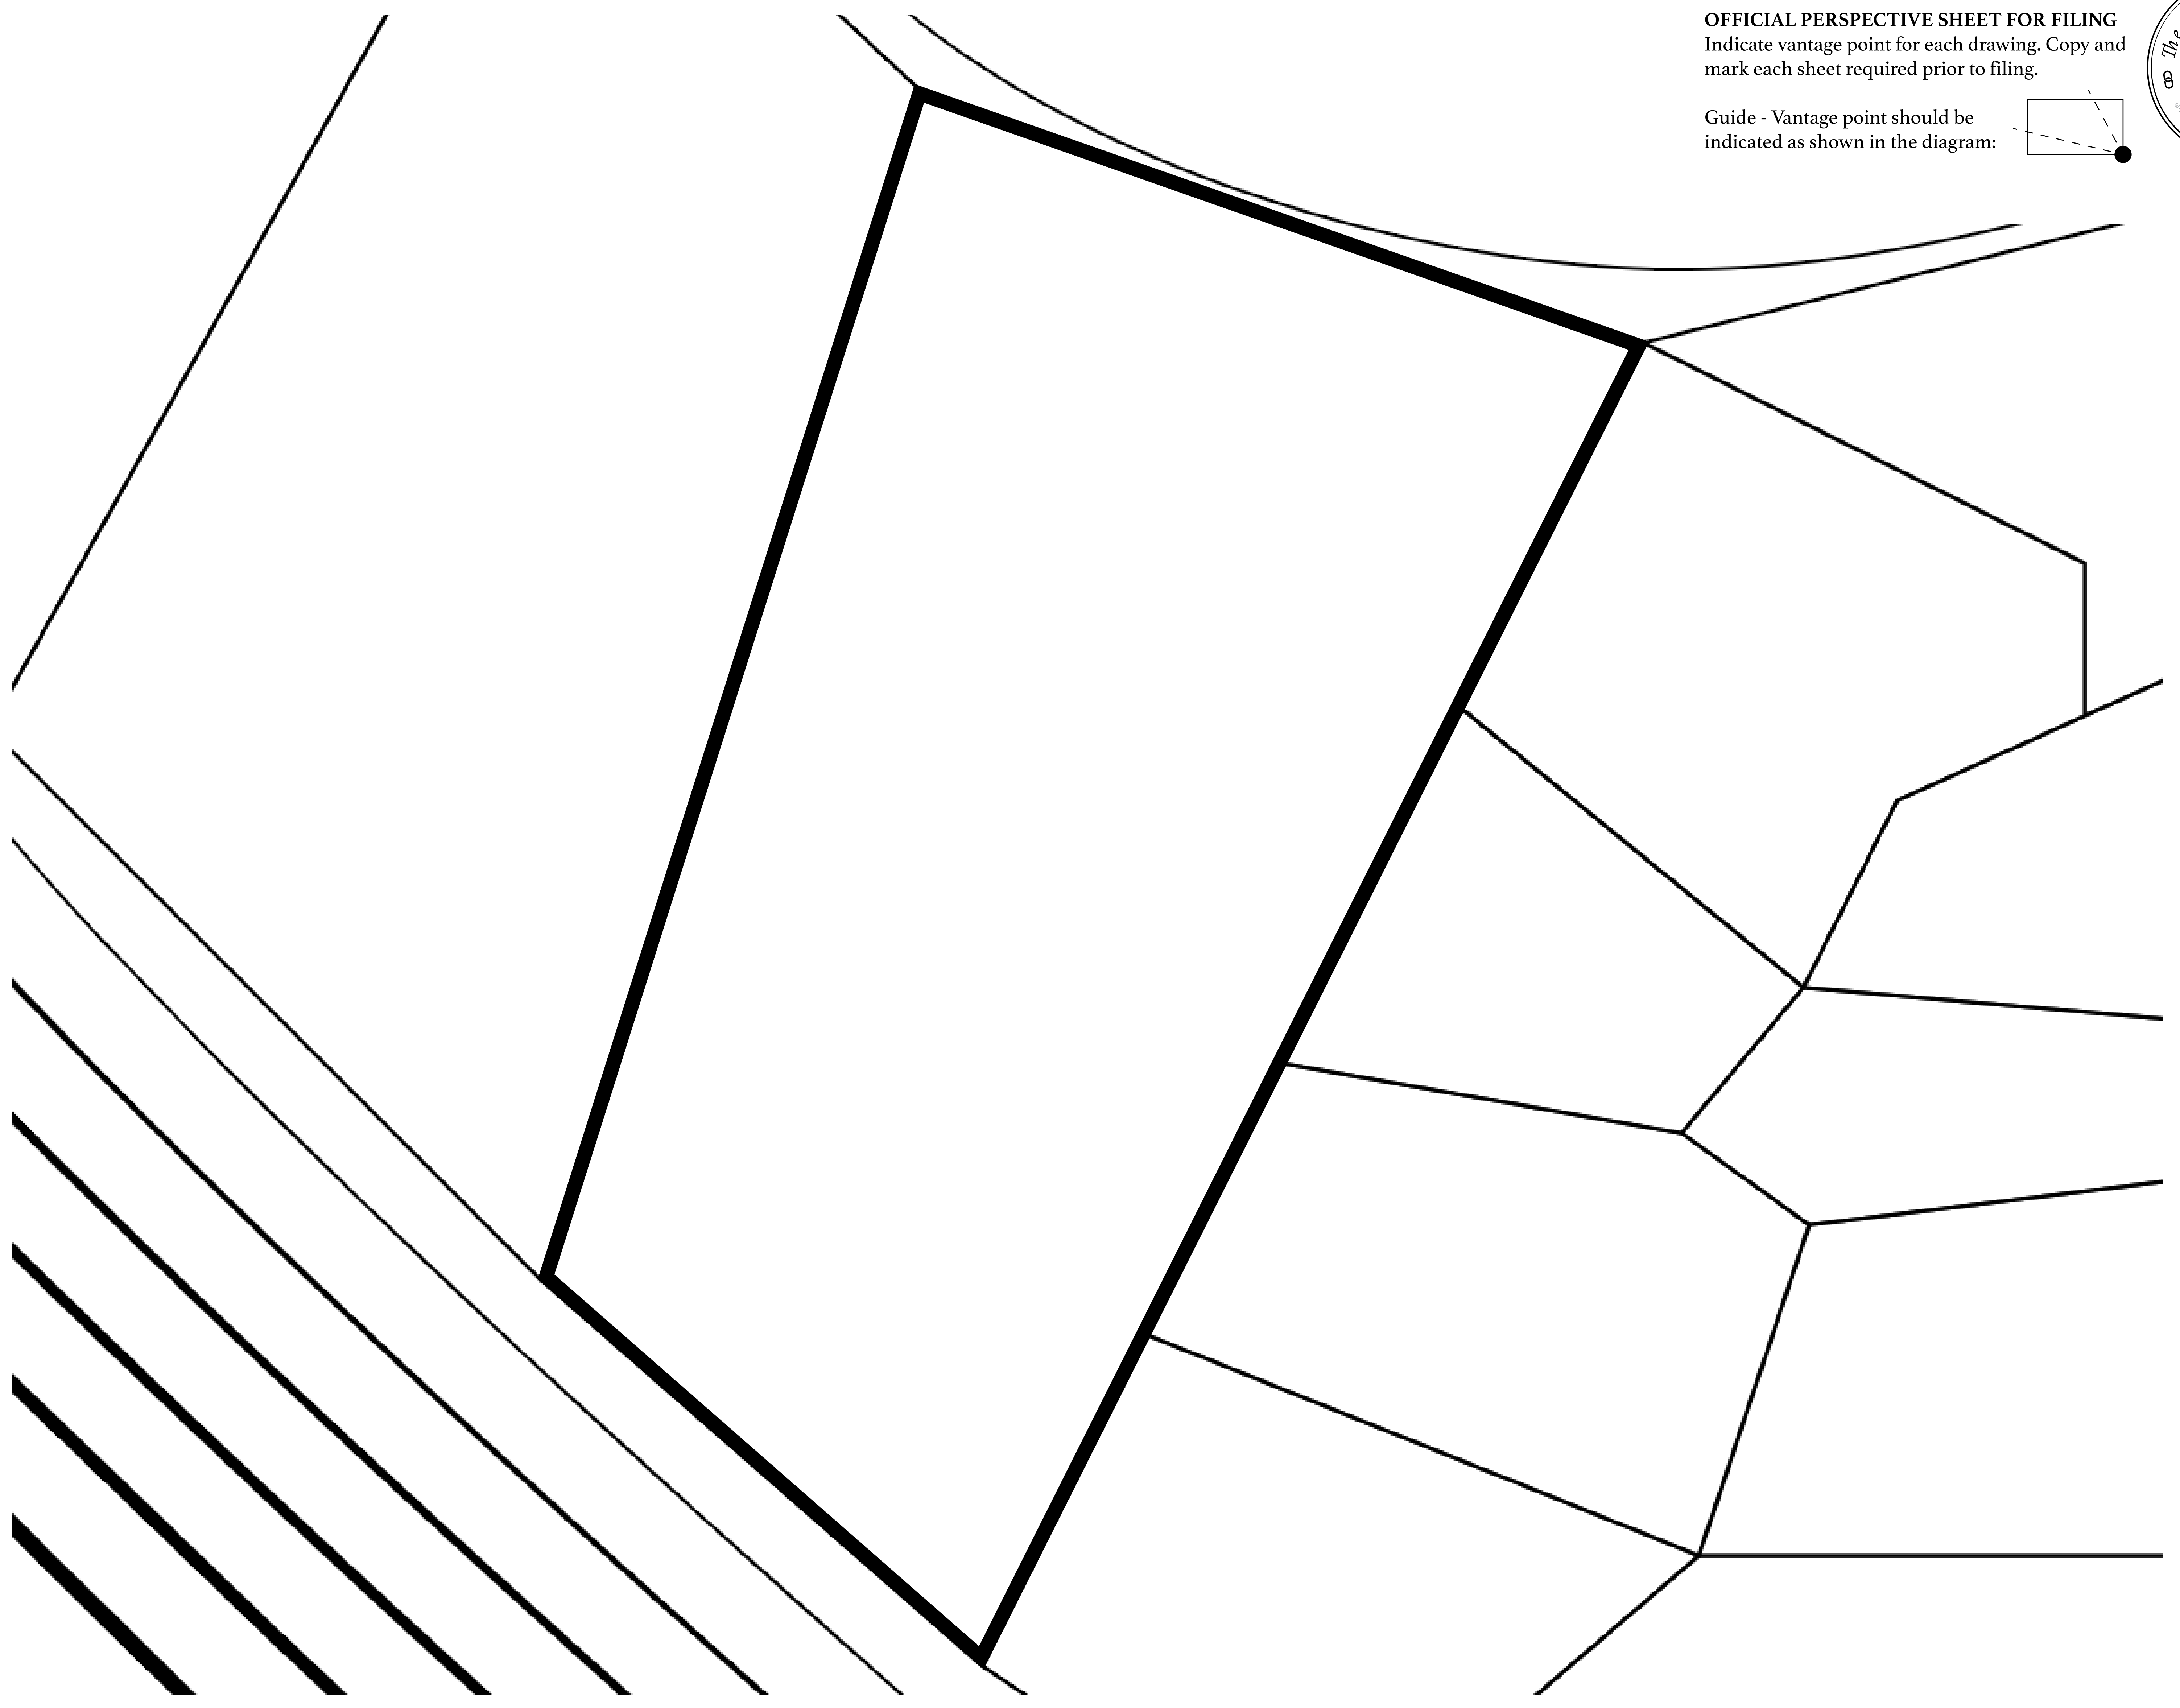 OFFICIAL PERSPECTIVE SHEET FOR FILING
Indicate vantage point for each drawing. Copy and
mark each sheet required prior to filing.
Guide - Vantage point should be
indicated as shown in the diagram:
The